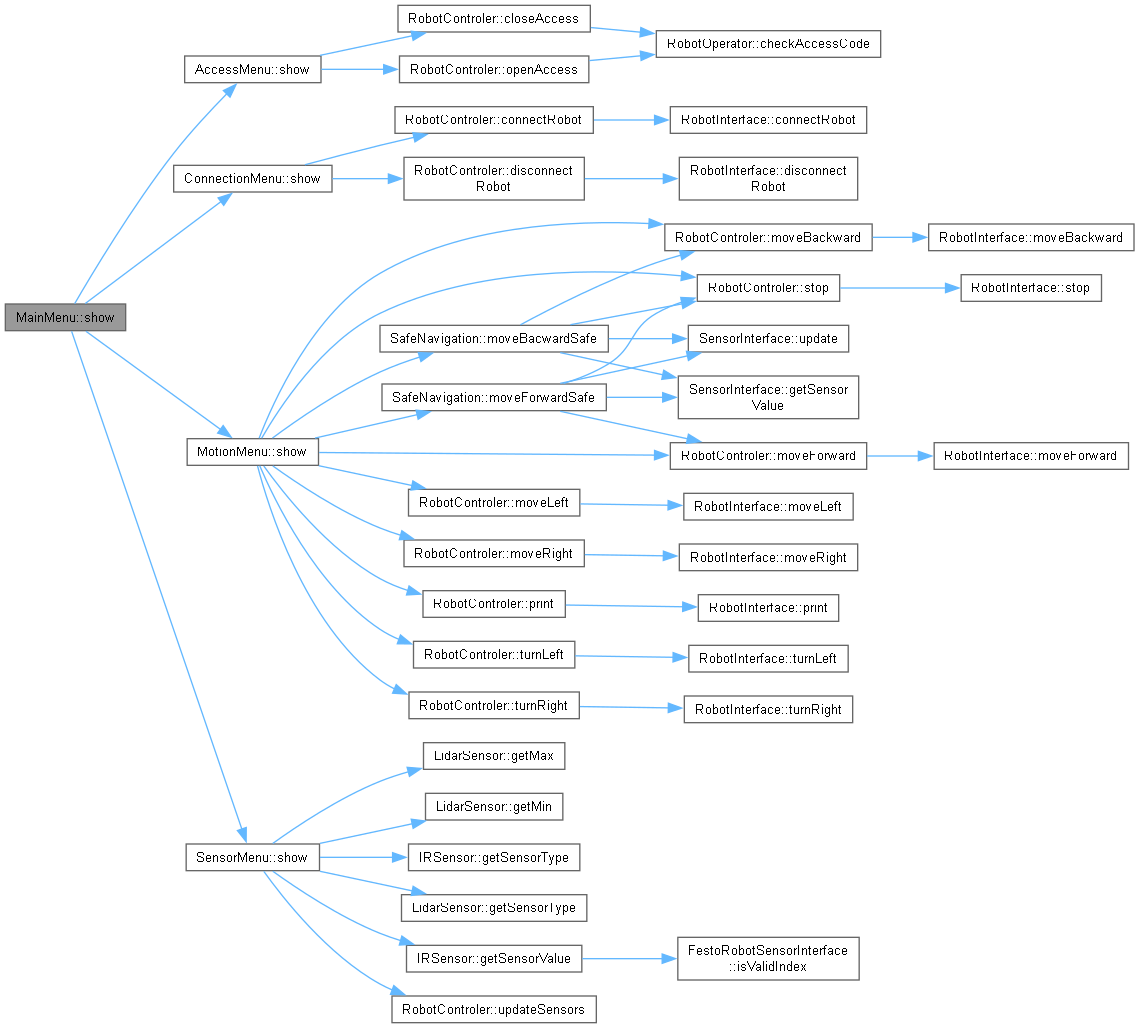 RobotControler::closeAccess
RobotOperator::checkAccessCode
AccessMenu::show
RobotControler::openAccess
RobotControler::connectRobot
RobotInterface::connectRobot
ConnectionMenu::show
RobotControler::disconnect
Robot
RobotInterface::disconnect
Robot
RobotControler::moveBackward
RobotInterface::moveBackward
RobotControler::stop
RobotInterface::stop
MainMenu::show
SafeNavigation::moveBacwardSafe
SensorInterface::update
SafeNavigation::moveForwardSafe
SensorInterface::getSensor
Value
MotionMenu::show
RobotControler::moveForward
RobotInterface::moveForward
RobotControler::moveLeft
RobotInterface::moveLeft
RobotControler::moveRight
RobotInterface::moveRight
RobotControler::print
RobotInterface::print
RobotControler::turnLeft
RobotInterface::turnLeft
RobotControler::turnRight
RobotInterface::turnRight
LidarSensor::getMax
LidarSensor::getMin
SensorMenu::show
IRSensor::getSensorType
LidarSensor::getSensorType
IRSensor::getSensorValue
FestoRobotSensorInterface
::isValidIndex
RobotControler::updateSensors